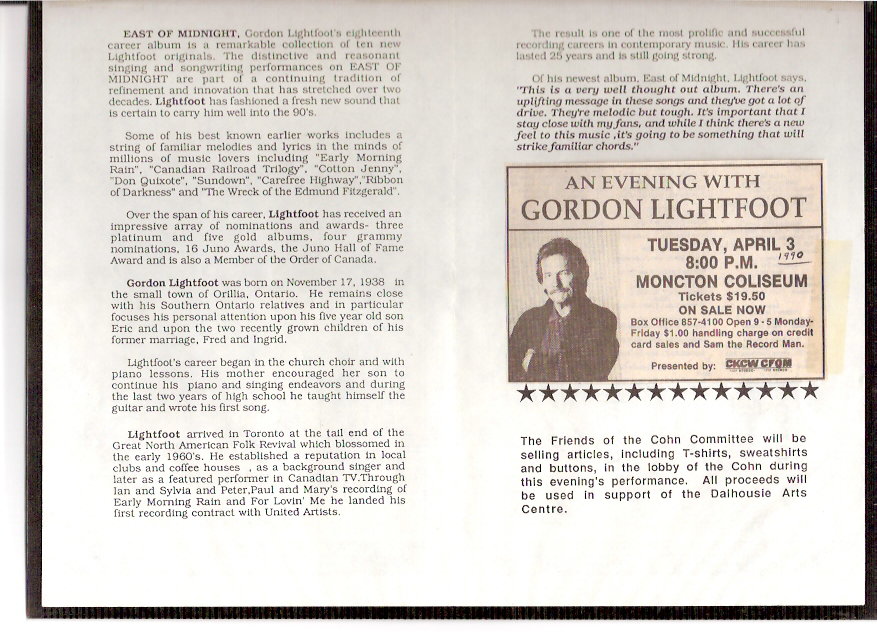 EAST OF MIDNIGHT, Gordon Lightfoot's eighteenth
career album is a remarkable collection of ten new
Lightfoot originals. The distinctive and reasonant
singing and songwriting performances on EAST OF
MIDNIGHT are part of a continuing tradition of
refinement and innovation that has stretched over two
decades. Lightfoot has fashioned a fresh new sound that
is certain to carry him well into the 90's.
Some of his best known earlier works includes a
string of familiar melodies and lyrics in the minds of
millions of music lovers including "Early Morning
Rain", "Canadian Railroad Trilogy", "Cotton Jenny",
"Don Quixote", "Sundown", "Carefree Highway","Ribbon
of Darkness" and "The Wreck of the Edmund Fitzgerald".
Over the span of his career, Lightfoot has received an
impressive array of nominations and awards- three
platinum and five gold albums, four grammy
nominations, 16 Juno Awards, the Juno Hall of Fame
Award and is also a Member of the Order of Canada.
Gordon Lightfoot was born on November 17, 1938 in
the small town of Orillia, Ontario. He remains close
with his Southern Ontario relatives and in particular
focuses his personal attention upon his five year old son
Eric and upon the two recently grown children of his
former marriage, Fred and Ingrid.
Lightfoot's career began in the church choir and with
piano lessons. His mother encouraged her son to
continue his piano and singing endeavors and during
the last two years of high school he taught himself the
guitar and wrote his first song.
Lightfoot arrived in Toronto at the tail end of the
Great North American Folk Revival which blossomed in
the early 1960's. He established a reputation in local
clubs and coffee houses , as a background singer and
later as a featured performer in Canadian TV.Through
Ian and Sylvia and Peter,Paul and Mary's recording of
Early Morning Rain and For Lovin' Me he landed his
first recording contract with United Artists.
The result is one of the most prolific and successful
recording careers in contemporary music. His career has
lasted 25 years and is still going strong.
Of his newest album, East of Midnight, Lightfoot says,
"This is a very well thought out album. There's an
uplifting message in these songs and they've got a lot of
drive. They're melodic but tough. It's important that I
stay close with my fans, and while I think there's a new
feel to this music ,it's going to be something that will
strike familiar chords."
AN EVENING WITH
GORDON LIGHTFOOT
TUESDAY, APRIL 3
8:00 P.M. 1990
MONCTON COLISEUM
Tickets $19.50
ON SALE NOW
Box Office 857-4100 Open 9 - 5 Monday-
Friday $1.00 handling charge on credit
card sales and Sam the Record Man.
Presented by: CKCW CFQM
The Friends of the Cohn Committee will be
selling articles, including T-shirts, sweatshirts
and buttons, in the lobby of the Cohn during
this evening's performance. All proceeds will
be used in support of the Dalhousie Arts
Centre.